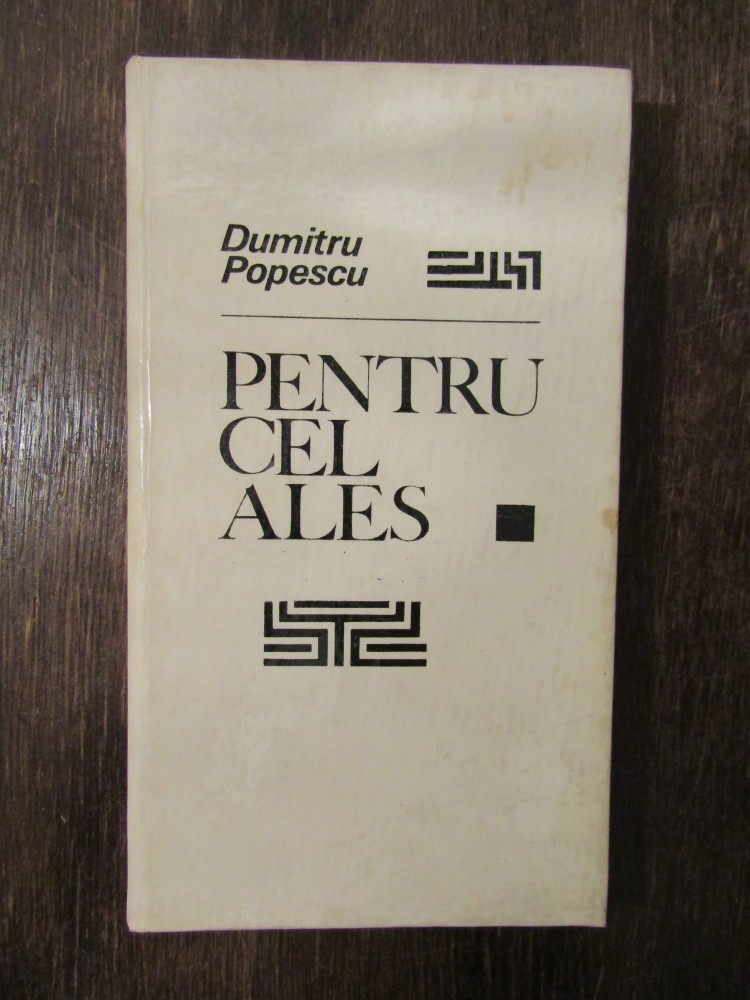 Dumitru
Popescu
PENTRU
CEL
ALES